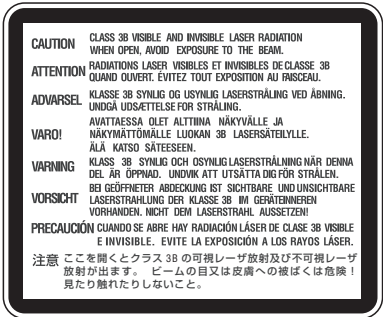 CAUTION CLASS 3B VISIBLE AND INVISIBLE LASER RADIATION
WHEN OPEN, AVOID EXPOSURE TO THE BEAM.
ATTENTION RADIATIONS LASER VISIBLES ET INVISIBLES DE CLASSE 3B
QUAND OUVERT. ÉVITEZ TOUT EXPOSITION AU FAISCEAU.
ADVARSEL KLASSE 3B SYNLIG OG USYNLIG LASERSTRÅLING VED ÅBNING.
UNDGÅ UDSÆTTELSE FOR STRÅLING.
VARO! AVATTAESSA OLET ALTTIINA NÄKYVÄLLE JA
NÄKYMÄTTÖMÄLLE LUOKAN 3B LASERSÄTEILYLLE.
ÄLÄ KATSO SÄTEESEEN.
VARNING KLASS 3B SYNLIG OCH OSYNLIG LASERSTRÅLNING NÄR DENNA
DEL ÄR ÖPPNAD. UNDVIK ATT UTSÄTTA DIG FÖR STRÅLEN.
VORSICHT BEI GEÖFFNETER ABDECKUNG IST SICHTBARE UND UNSICHTBARE
LASERSTRAHLUNG DER KLASSE 3B IM GERÄTEINNEREN
VORHANDEN. NICHT DEM LASERSTRAHL AUSSETZEN!
PRECAUCIÓN CUANDO SE ABRE HAY RADIACIÓN LÁSER DE CLASE 3B VISIBLE
E INVISIBLE. EVITE LA EXPOSICIÓN A LOS RAYOS LÁSER.
注意 ここを開くとクラス3Bの可視レーザ放射及び不可視レーザ
放射が出ます。 ビームの目又は皮膚への被ばくは危険!
見たり触れたりしないこと。